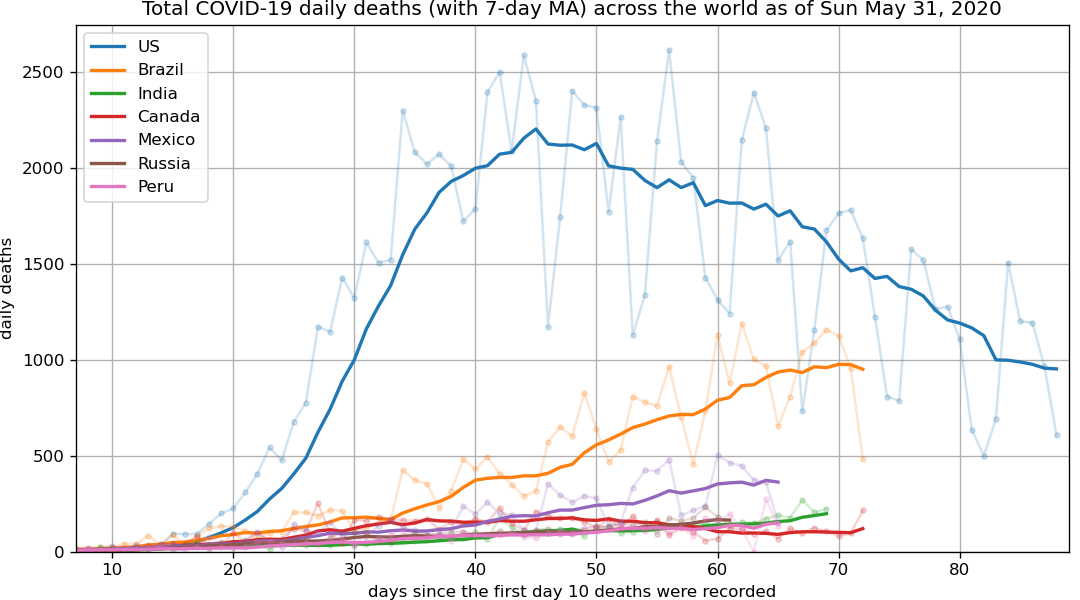 Total COVID-19 daily deaths (with 7-day MA) across the world as of Sun May 31, 2020
US
Brazil
India
Canada
Mexico
Russia
Peru
2500
2000
1500
1000
500
0
daily deaths
10 20 30 40 50 60 70 80
days since the first day 10 deaths were recorded